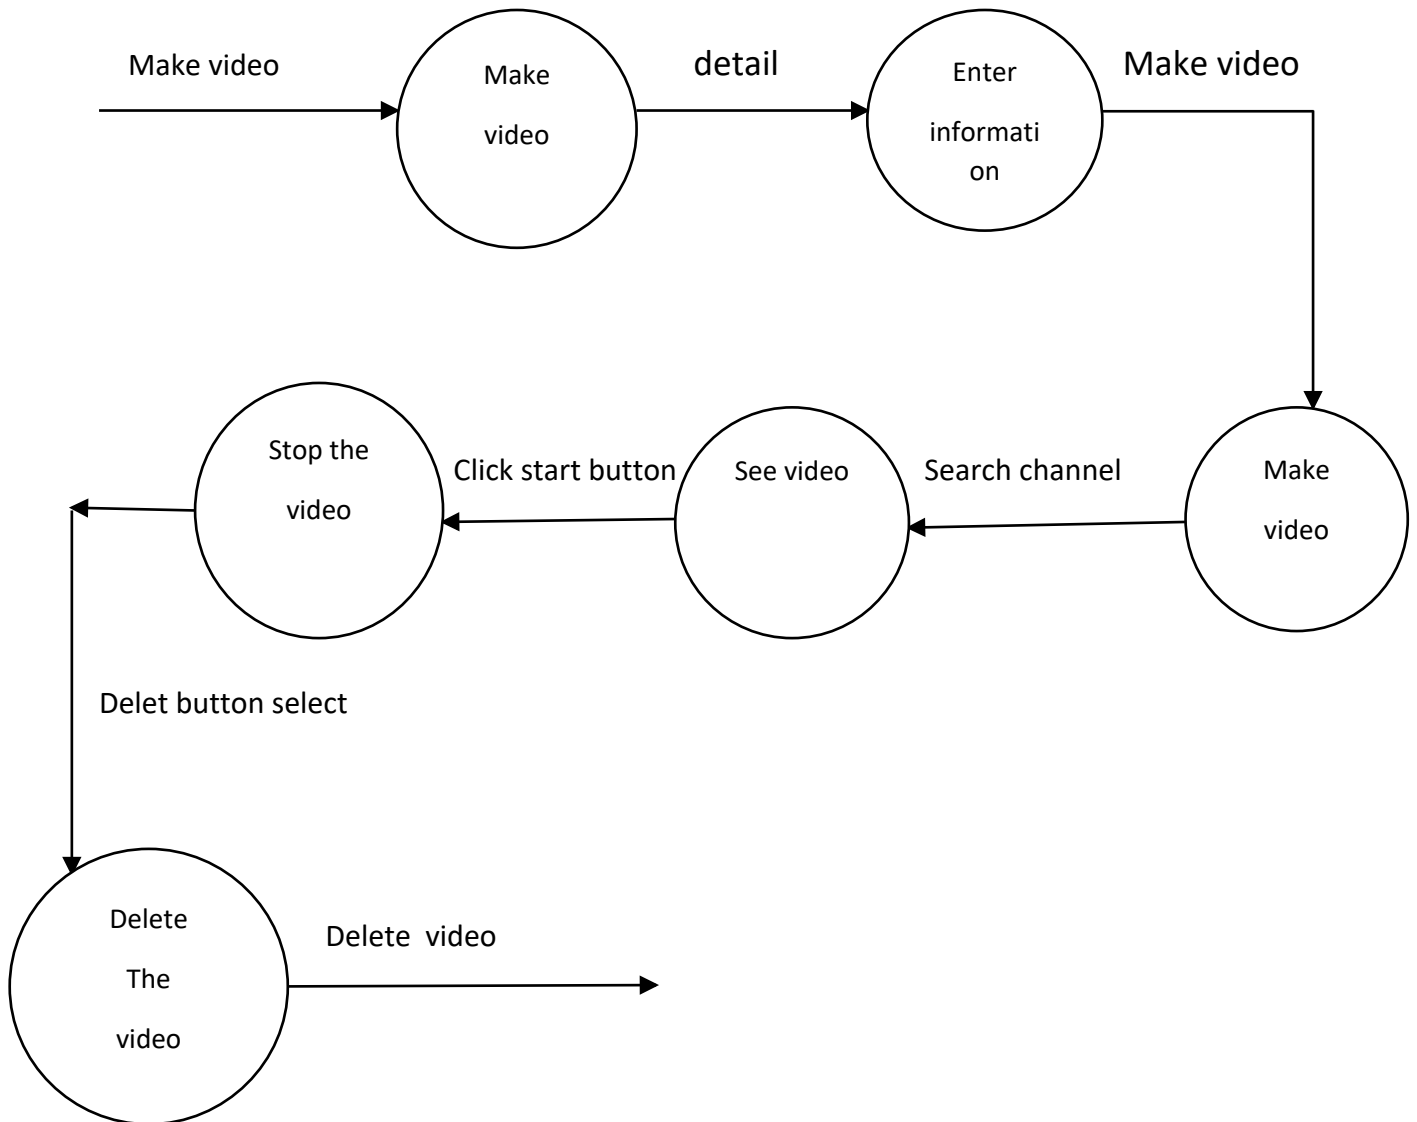 Make video
Make
video
detail
Enter
informati
on
Make video
Stop the
video
Click start button
See video
Search channel
Make
video
Delet button select
Delete
The
video
Delete  video